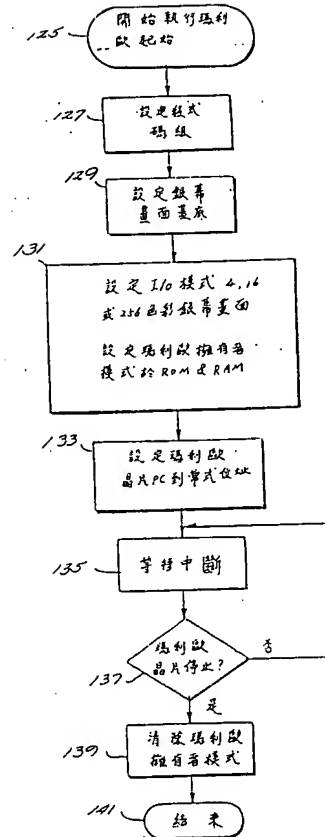 125
開始執行瑪利
歐起始
127
設定程式
碼組
129
設定銀幕
畫面基底
131
設定 I/O 模式 4,16
或 256 色彩銀幕畫面
設定瑪利歐擁有者
模式於 ROM & RAM
133
設定瑪利歐
晶片 PC 到常式位址
135
等待中斷
瑪利歐
晶片停止?
否
137
是
139
清除瑪利歐
擁有者模式
141
結束